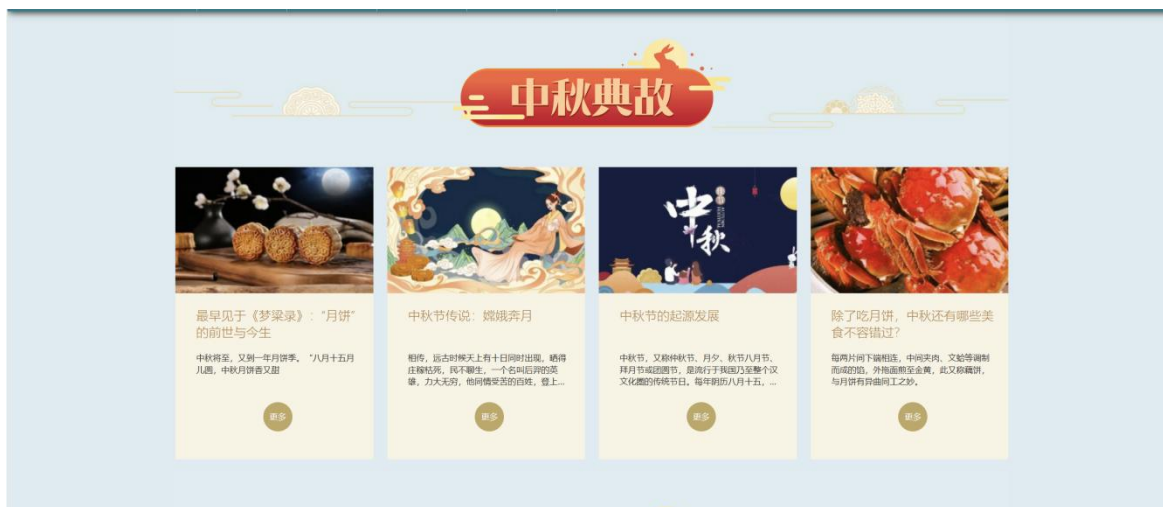 中秋典故
中秋
最早见于《梦梁录》："月饼"
的前世与今生
中秋将至，又到一年月饼季。 "八月十五月
儿圆，中秋月饼香又甜
更多
中秋节传说：嫦娥奔月
相传，远古时候天上有十日同时出现，晒得
庄稼枯死，民不聊生，一个名叫后羿的英
雄，力大无穷，他同情受苦的百姓，登上...
更多
中秋节的起源发展
中秋节，又称仲秋节、月夕、秋节八月节、
拜月节或团圆节，是流行于我国乃至整个汉
文化圈的传统节日。每年阴历八月十五，...
更多
除了吃月饼，中秋还有哪些美
食不容错过?
每两片间下端相连，中间夹肉、文蛤等调制
而成的馅，外拖面煎至金黄，此又称藕饼，
与月饼有异曲同工之妙。
更多